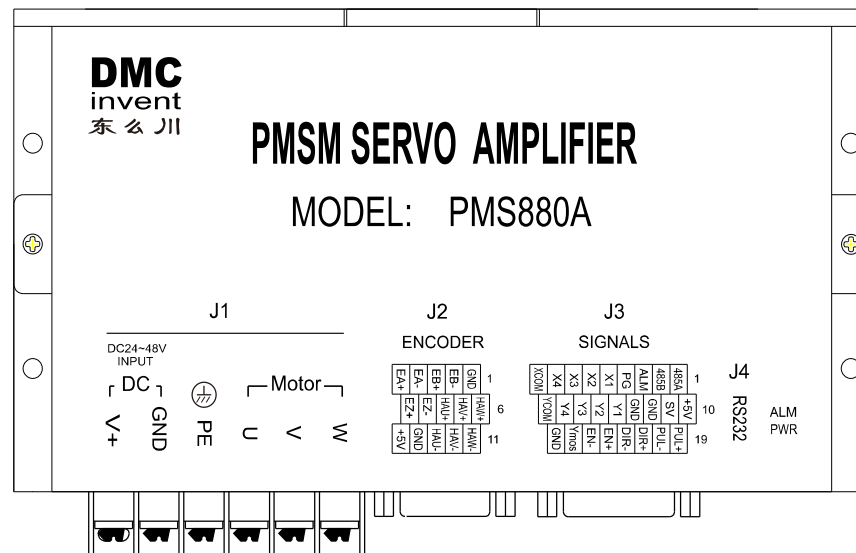 DMC
invent
东么川
PMSM SERVO AMPLIFIER
MODEL: PMS880A
J1
DC24~48V
INPUT
DC
Motor
V+ GND PE U V W
J2
ENCODER
EA+ EA- EB+ EB- GND 1
EZ+ EZ- HAU+ HAV+ HAW+ 6
+5V GND HAU- HAV- HAW- 11
J3
SIGNALS
XCOM X4 X3 X2 X1 PG ALM 485B 485A 1
YCOM Y4 Y3 Y2 Y1 GND GND SV +5V 10
GND Ymos EN- EN+ DIR- DIR+ PUL- PUL+ 19
J4
RS232
ALM
PWR